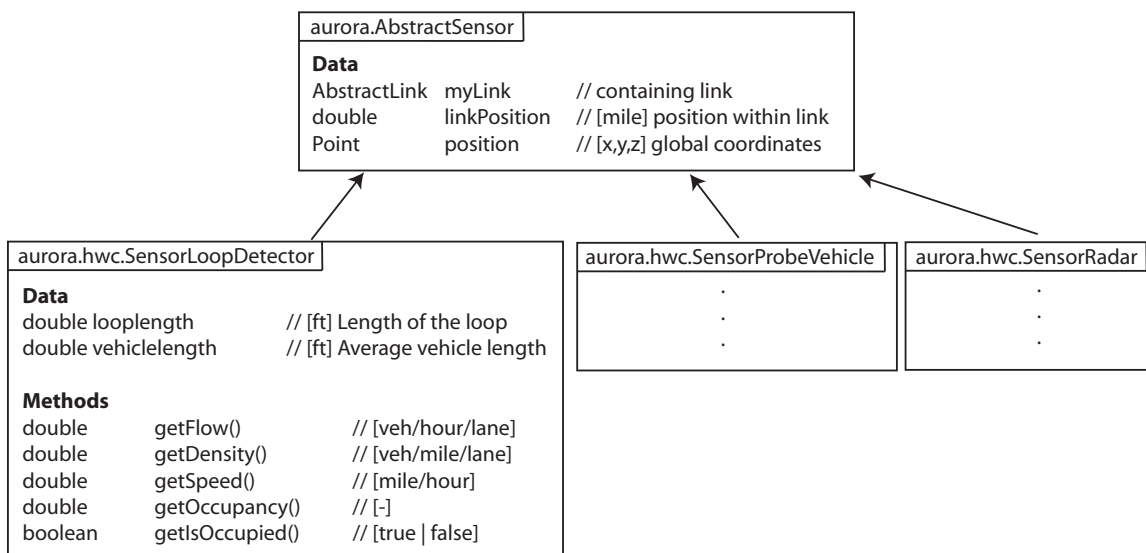 aurora.AbstractSensor
Data
AbstractLink myLink // containing link
double linkPosition // [mile] position within link
Point position // [x,y,z] global coordinates
aurora.hwc.SensorLoopDetector
Data
double looplength // [ft] Length of the loop
double vehiclelength // [ft] Average vehicle length
Methods
double getFlow() // [veh/hour/lane]
double getDensity() // [veh/mile/lane]
double getSpeed() // [mile/hour]
double getOccupancy() // [-]
boolean getIsOccupied() // [true | false]
aurora.hwc.SensorProbeVehicle
.
.
.
aurora.hwc.SensorRadar
.
.
.